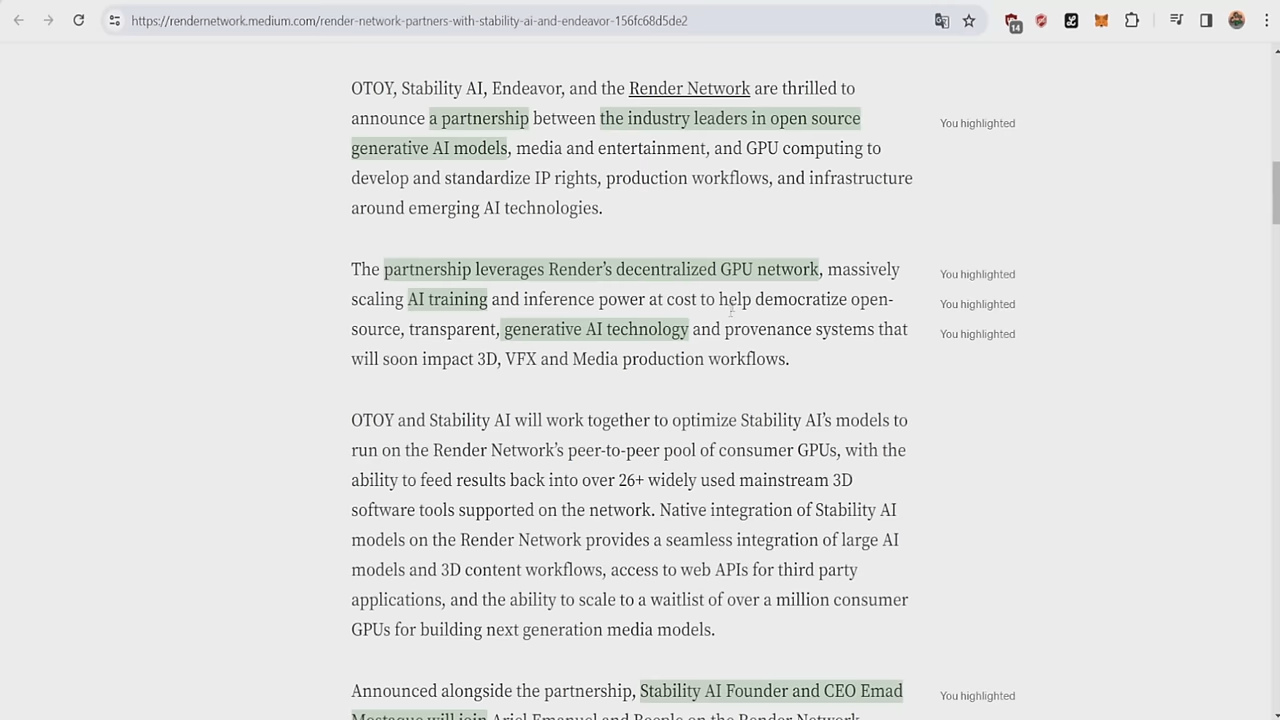 https://rendernetwork.medium.com/render-network-partners-with-stability-ai-and-endeavor-156fc68d5de2
14
OTOY, Stability AI, Endeavor, and the Render Network are thrilled to
announce a partnership between the industry leaders in open source
You highlighted
generative AI models, media and entertainment, and GPU computing to
develop and standardize IP rights, production workflows, and infrastructure
around emerging AI technologies.
The partnership leverages Render’s decentralized GPU network, massively
You highlighted
scaling AI training and inference power at cost to help democratize open-
You highlighted
source, transparent, generative AI technology and provenance systems that
You highlighted
will soon impact 3D, VFX and Media production workflows.
OTOY and Stability AI will work together to optimize Stability AI’s models to
run on the Render Network’s peer-to-peer pool of consumer GPUs, with the
ability to feed results back into over 26+ widely used mainstream 3D
software tools supported on the network. Native integration of Stability AI
models on the Render Network provides a seamless integration of large AI
models and 3D content workflows, access to web APIs for third party
applications, and the ability to scale to a waitlist of over a million consumer
GPUs for building next generation media models.
Announced alongside the partnership, Stability AI Founder and CEO Emad
You highlighted
Mostaque will join Ariel Emanuel and Beeple on the Render Network